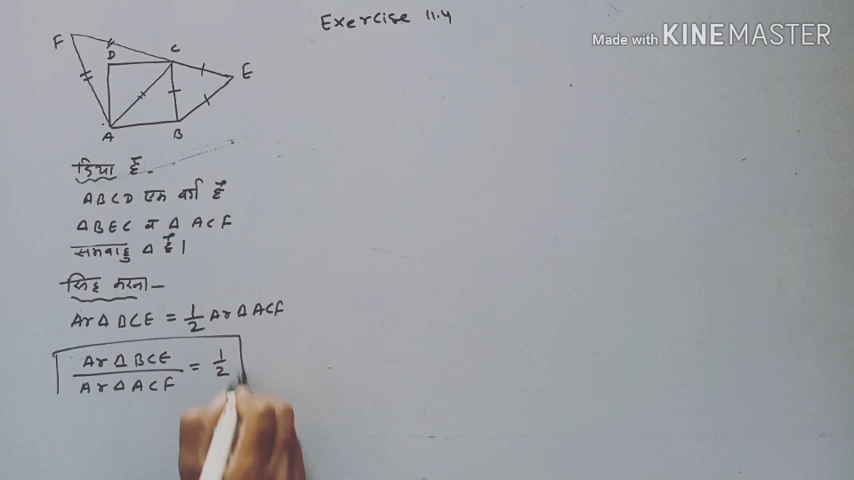 Exercise 11.4
Made with KINEMASTER
F
D
C
E
A
B
दिया है -
ABCD एक वर्ग है
Δ BEC व Δ ACF
समबाहु Δ है।
सिद्ध करना -
Ar Δ BCE = 1/2 Ar Δ ACF
Ar Δ BCE / Ar Δ ACF = 1/2